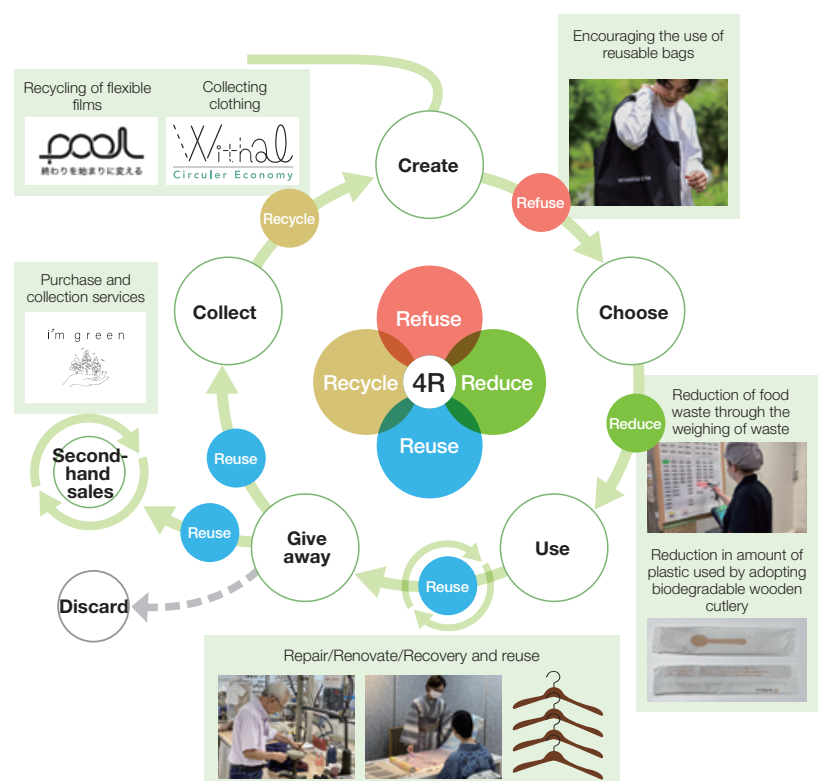 Encouraging the use of
reusable bags
Recycling of flexible
films
Collecting
clothing
pool
終わりを始まりに変える
Withal
Circuler Economy
Create
Recycle
Refuse
Purchase and
collection services
i'm green
Collect
Choose
Refuse
Recycle
4R
Reduce
Reuse
Reduce
Reduction of food
waste through the
weighing of waste
Reuse
Second-
hand
sales
Reuse
Give
away
Use
Reuse
Discard
Reduction in amount of
plastic used by adopting
biodegradable wooden
cutlery
Repair/Renovate/Recovery and reuse